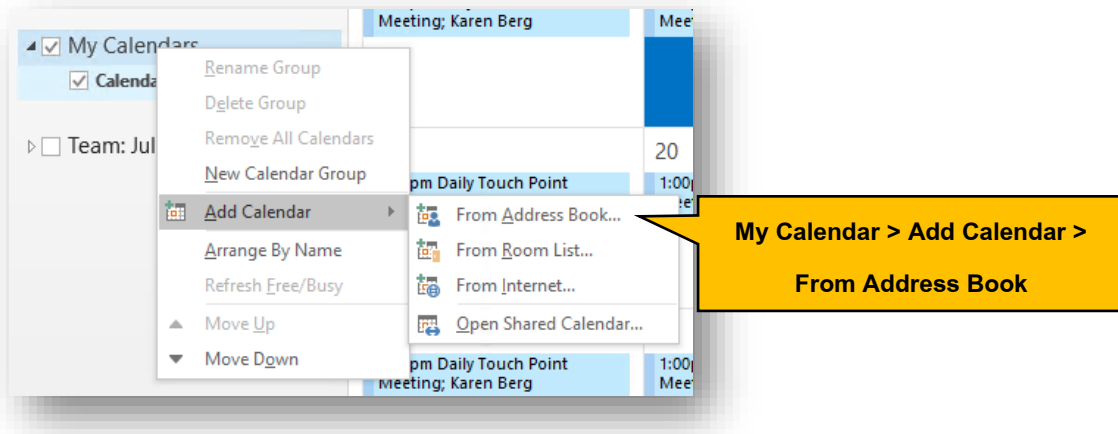 Meeting; Karen Berg
My Calendars
Rename Group
Delete Group
Remove All Calendars
Team: Jul
New Calendar Group
20
pm Daily Touch Point
1:00
Add Calendar
From Address Book...
My Calendar > Add Calendar >
From Address Book
Arrange By Name
From Room List...
Refresh Free/Busy
From Internet...
Move Up
Open Shared Calendar...
Move Down
pm Daily Touch Point
1:00
Meeting; Karen Berg